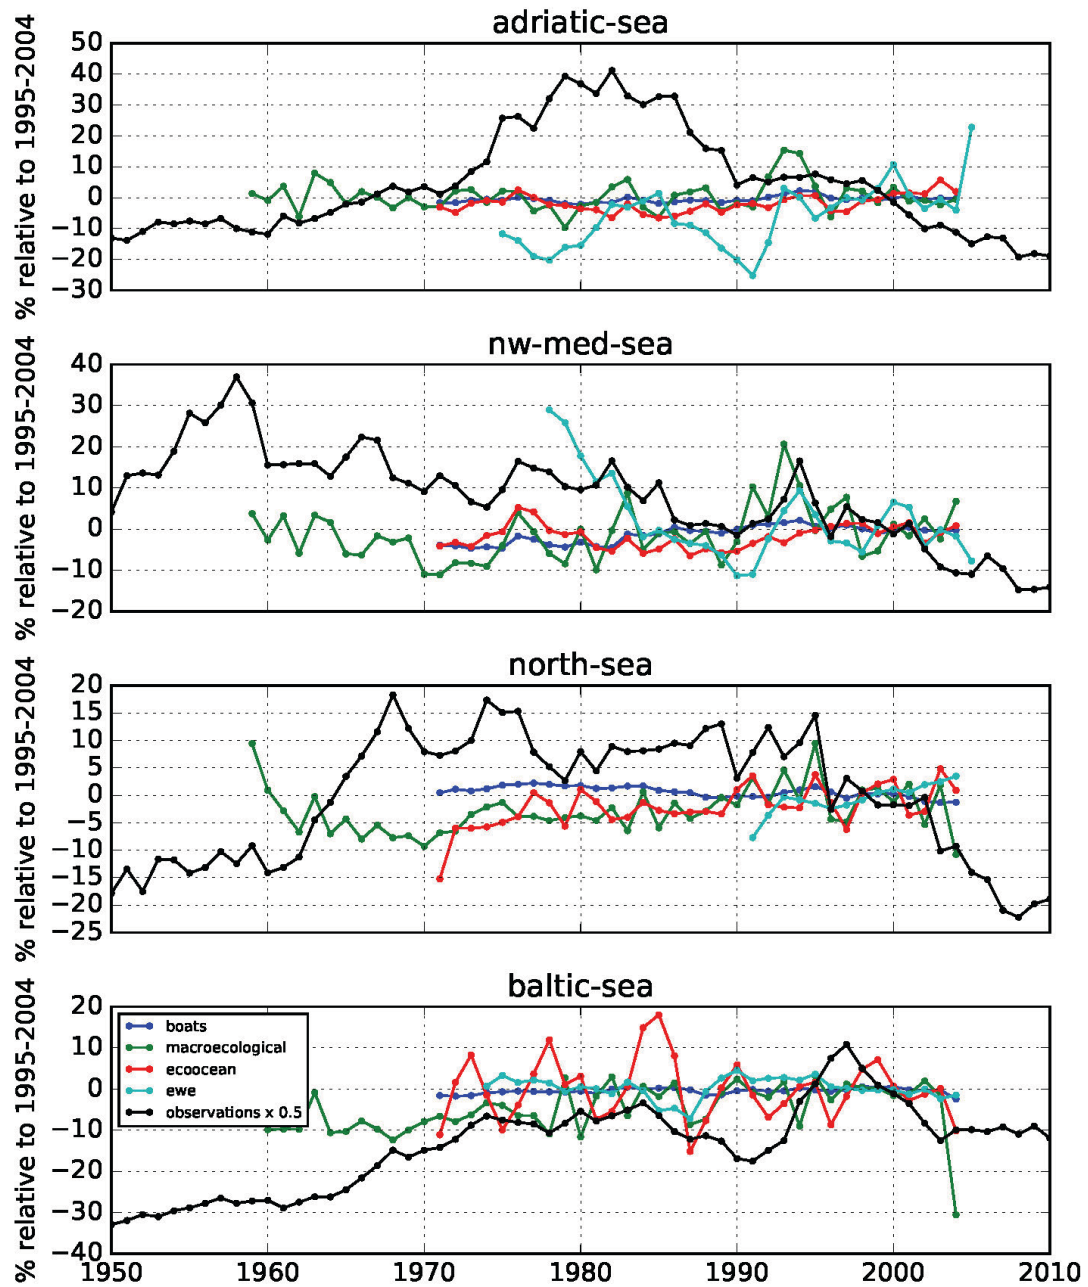 adriatic-sea
% relative to 1995-2004
50
40
30
20
10
0
−10
−20
−30
nw-med-sea
% relative to 1995-2004
40
30
20
10
0
−10
−20
north-sea
% relative to 1995-2004
20
15
10
5
0
−5
−10
−15
−20
−25
baltic-sea
% relative to 1995-2004
20
10
0
−10
−20
−30
−40
boats
macroecological
ecoocean
ewe
observations x 0.5
1950 1960 1970 1980 1990 2000 2010